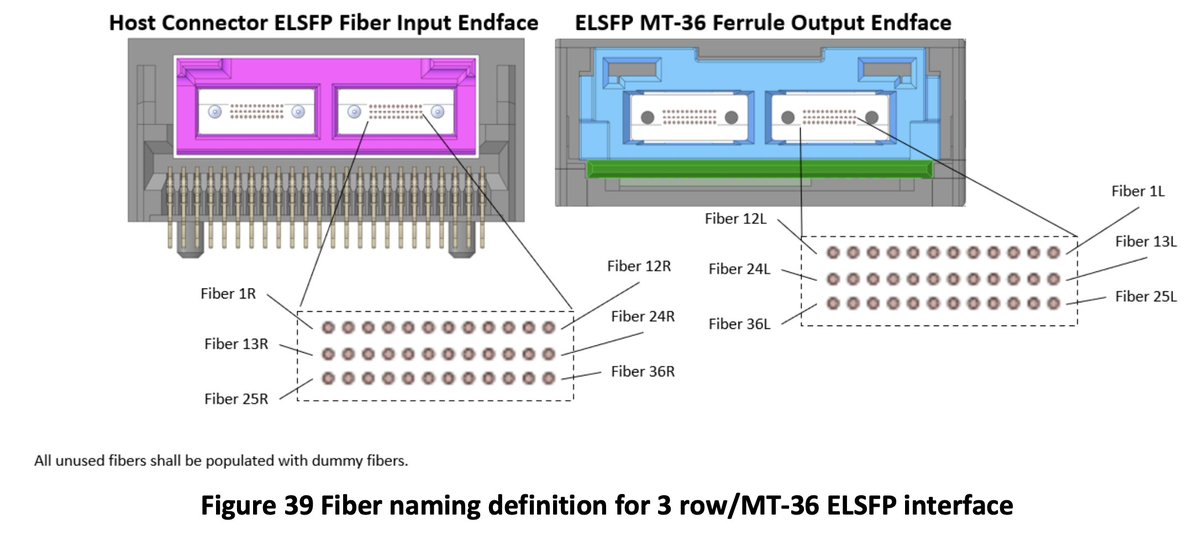 Host Connector ELSFP Fiber Input Endface
ELSFP MT-36 Ferrule Output Endface
Fiber 1L
Fiber 12L
Fiber 13L
Fiber 24L
Fiber 25L
Fiber 36L
Fiber 12R
Fiber 1R
Fiber 24R
Fiber 13R
Fiber 36R
Fiber 25R
All unused fibers shall be populated with dummy fibers.
Figure 39 Fiber naming definition for 3 row/MT-36 ELSFP interface